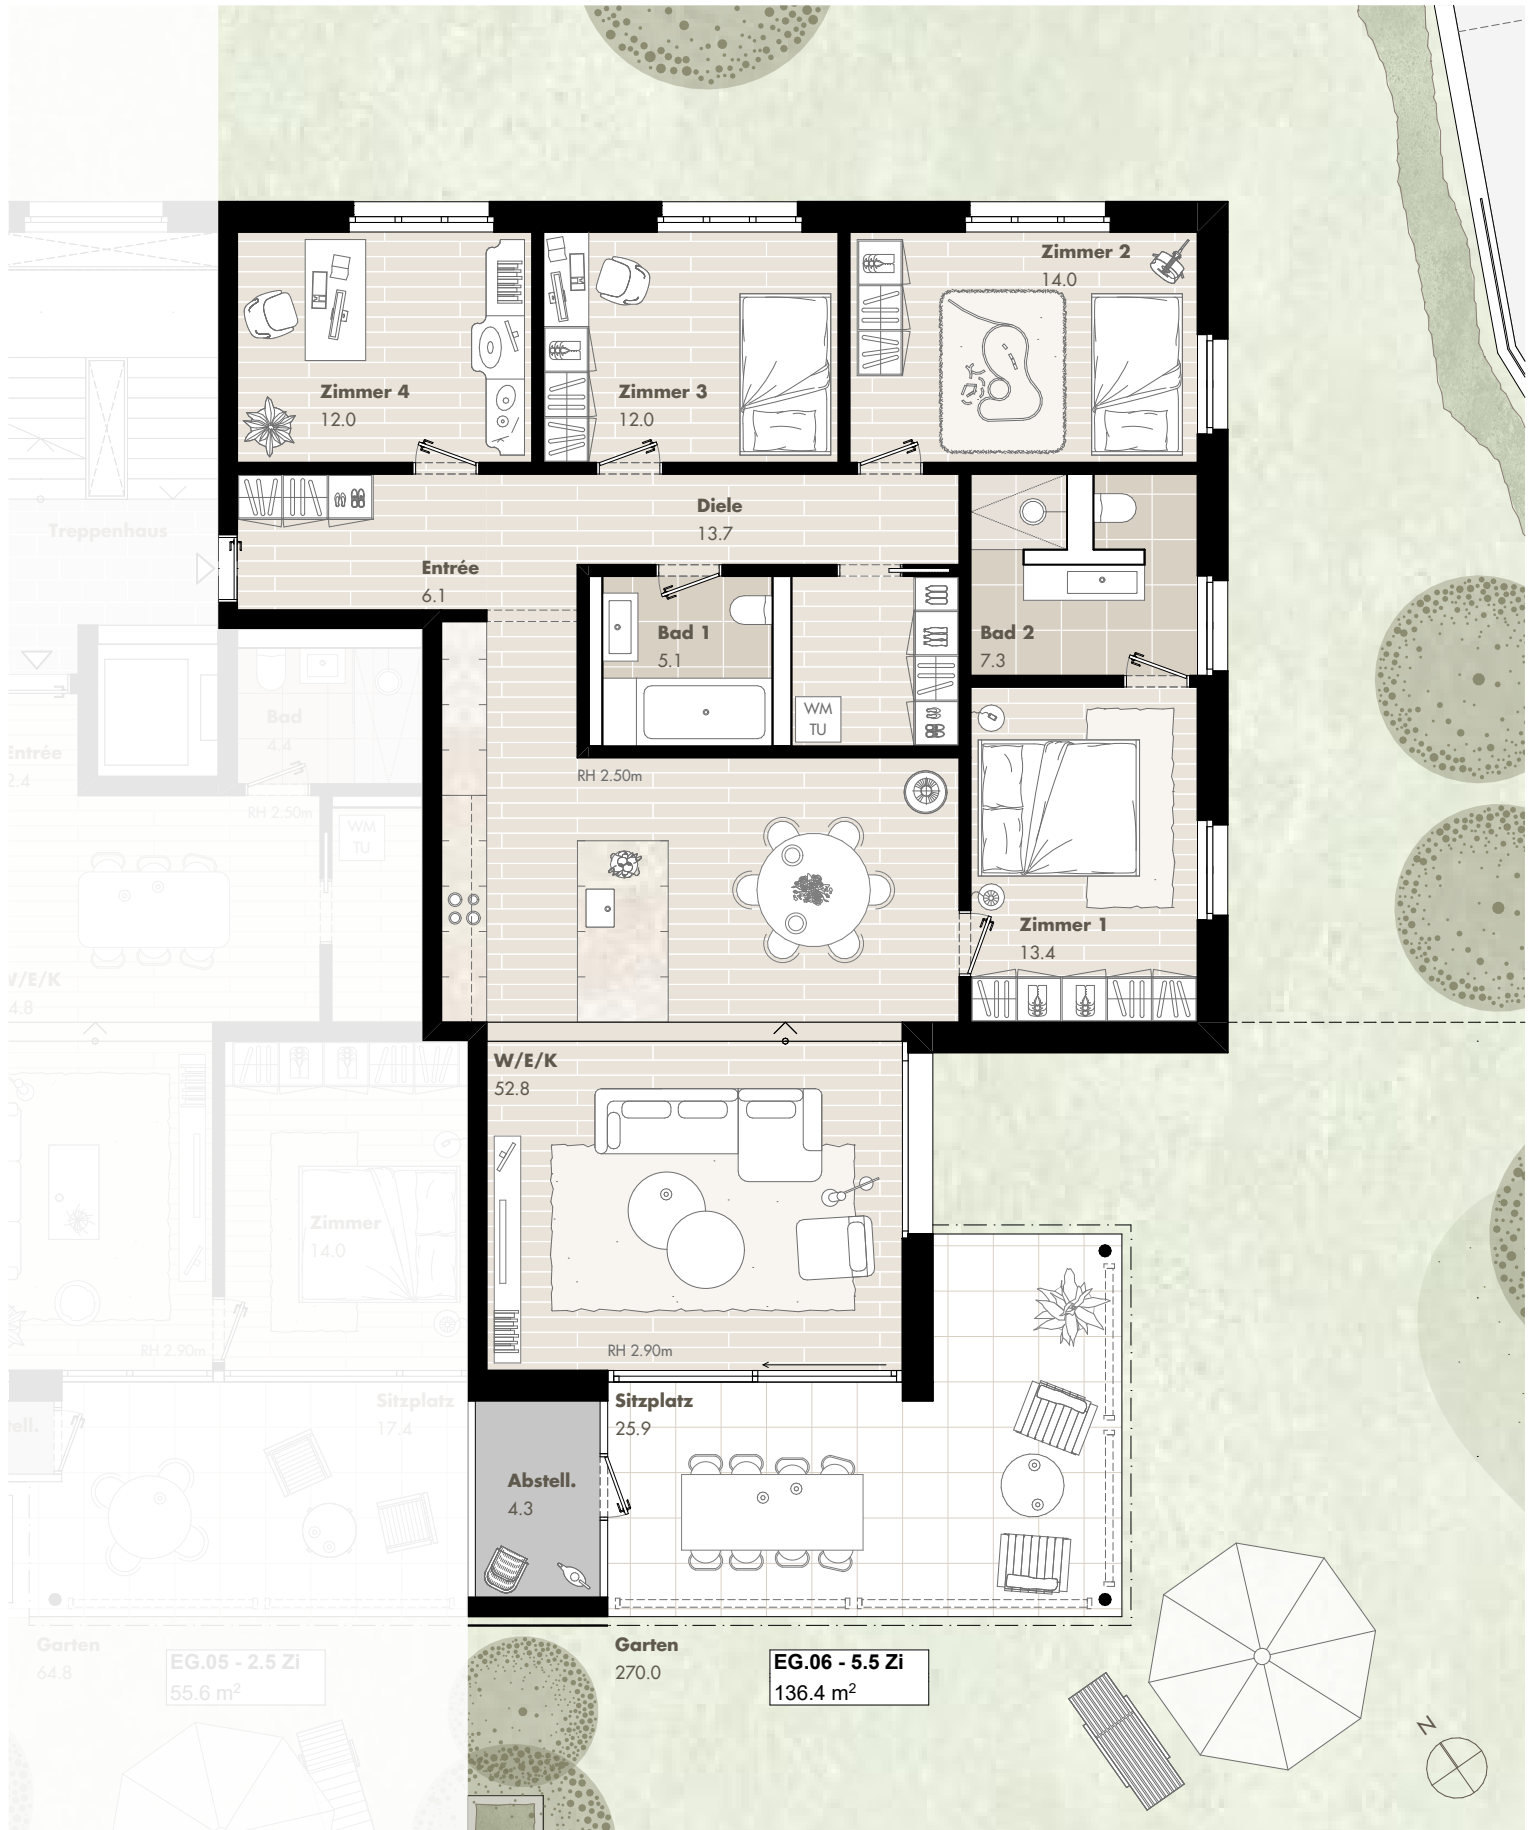 Zimmer 4
12.0
Zimmer 3
12.0
Zimmer 2
14.0
Treppenhaus
Diele
13.7
Entrée
6.1
Bad 1
5.1
WM
TU
Bad 2
7.3
Bad
4.4
Entrée
2.4
RH 2.50m
WM
TU
RH 2.50m
W/E/K
4.8
Zimmer 1
13.4
W/E/K
52.8
Zimmer
14.0
RH 2.90m
RH 2.90m
Sitzplatz
17.4
Sitzplatz
25.9
Abstell.
4.3
Garten
64.8
EG.05 - 2.5 Zi
55.6 m²
Garten
270.0
EG.06 - 5.5 Zi
136.4 m²
N